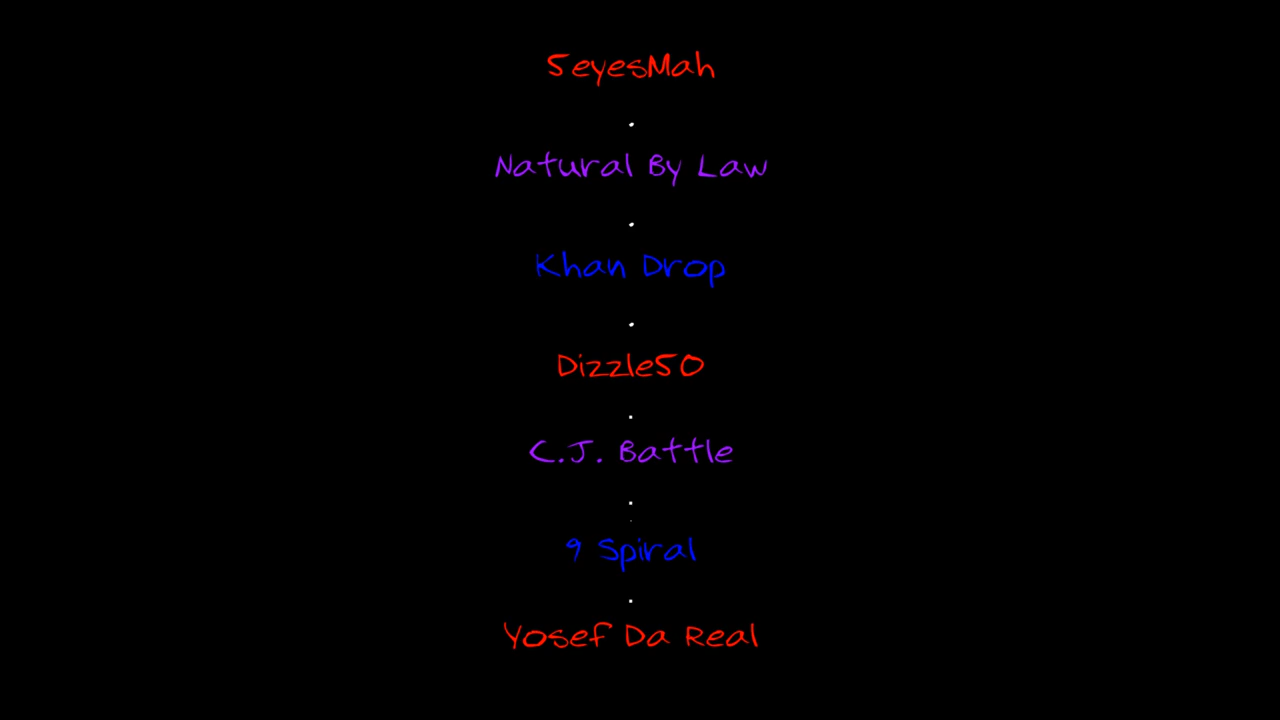 5eyesMah
.
Natural By Law
.
Khan Drop
.
Dizzle50
.
C.J. Battle
.
.
9 Spiral
.
Yosef Da Real